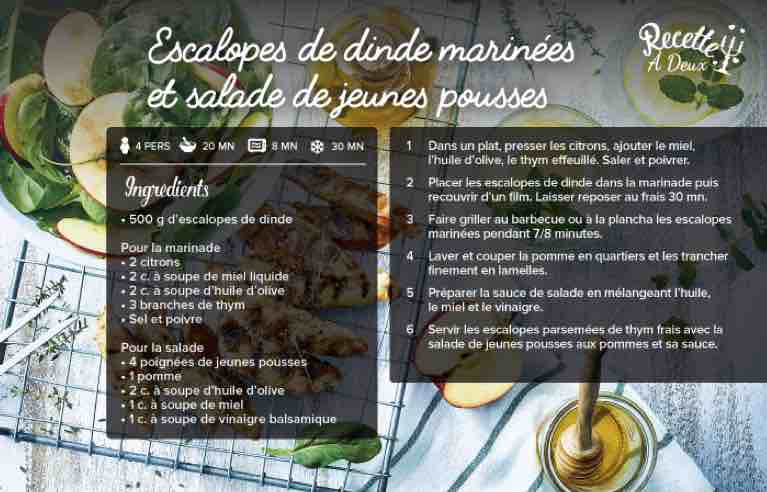 Escalopes de dinde marinées
et salade de jeunes pousses
Recette
A Deux
4 PERS 20 MN 8 MN 30 MN
Ingrédients
• 500 g d'escalopes de dinde
Pour la marinade
• 2 citrons
• 2 c. à soupe de miel liquide
• 2 c. à soupe d'huile d'olive
• 3 branches de thym
• Sel et poivre
Pour la salade
• 4 poignées de jeunes pousses
• 1 pomme
• 2 c. à soupe d'huile d'olive
• 1 c. à soupe de miel
• 1 c. à soupe de vinaigre balsamique
1 Dans un plat, presser les citrons, ajouter le miel,
l'huile d'olive, le thym effeuillé. Saler et poivrer.
2 Placer les escalopes de dinde dans la marinade puis
recouvrir d'un film. Laisser reposer au frais 30 mn.
3 Faire griller au barbecue ou à la plancha les escalopes
marinées pendant 7/8 minutes.
4 Laver et couper la pomme en quartiers et les trancher
finement en lamelles.
5 Préparer la sauce de salade en mélangeant l'huile,
le miel et le vinaigre.
6 Servir les escalopes parsemées de thym frais avec la
salade de jeunes pousses aux pommes et sa sauce.